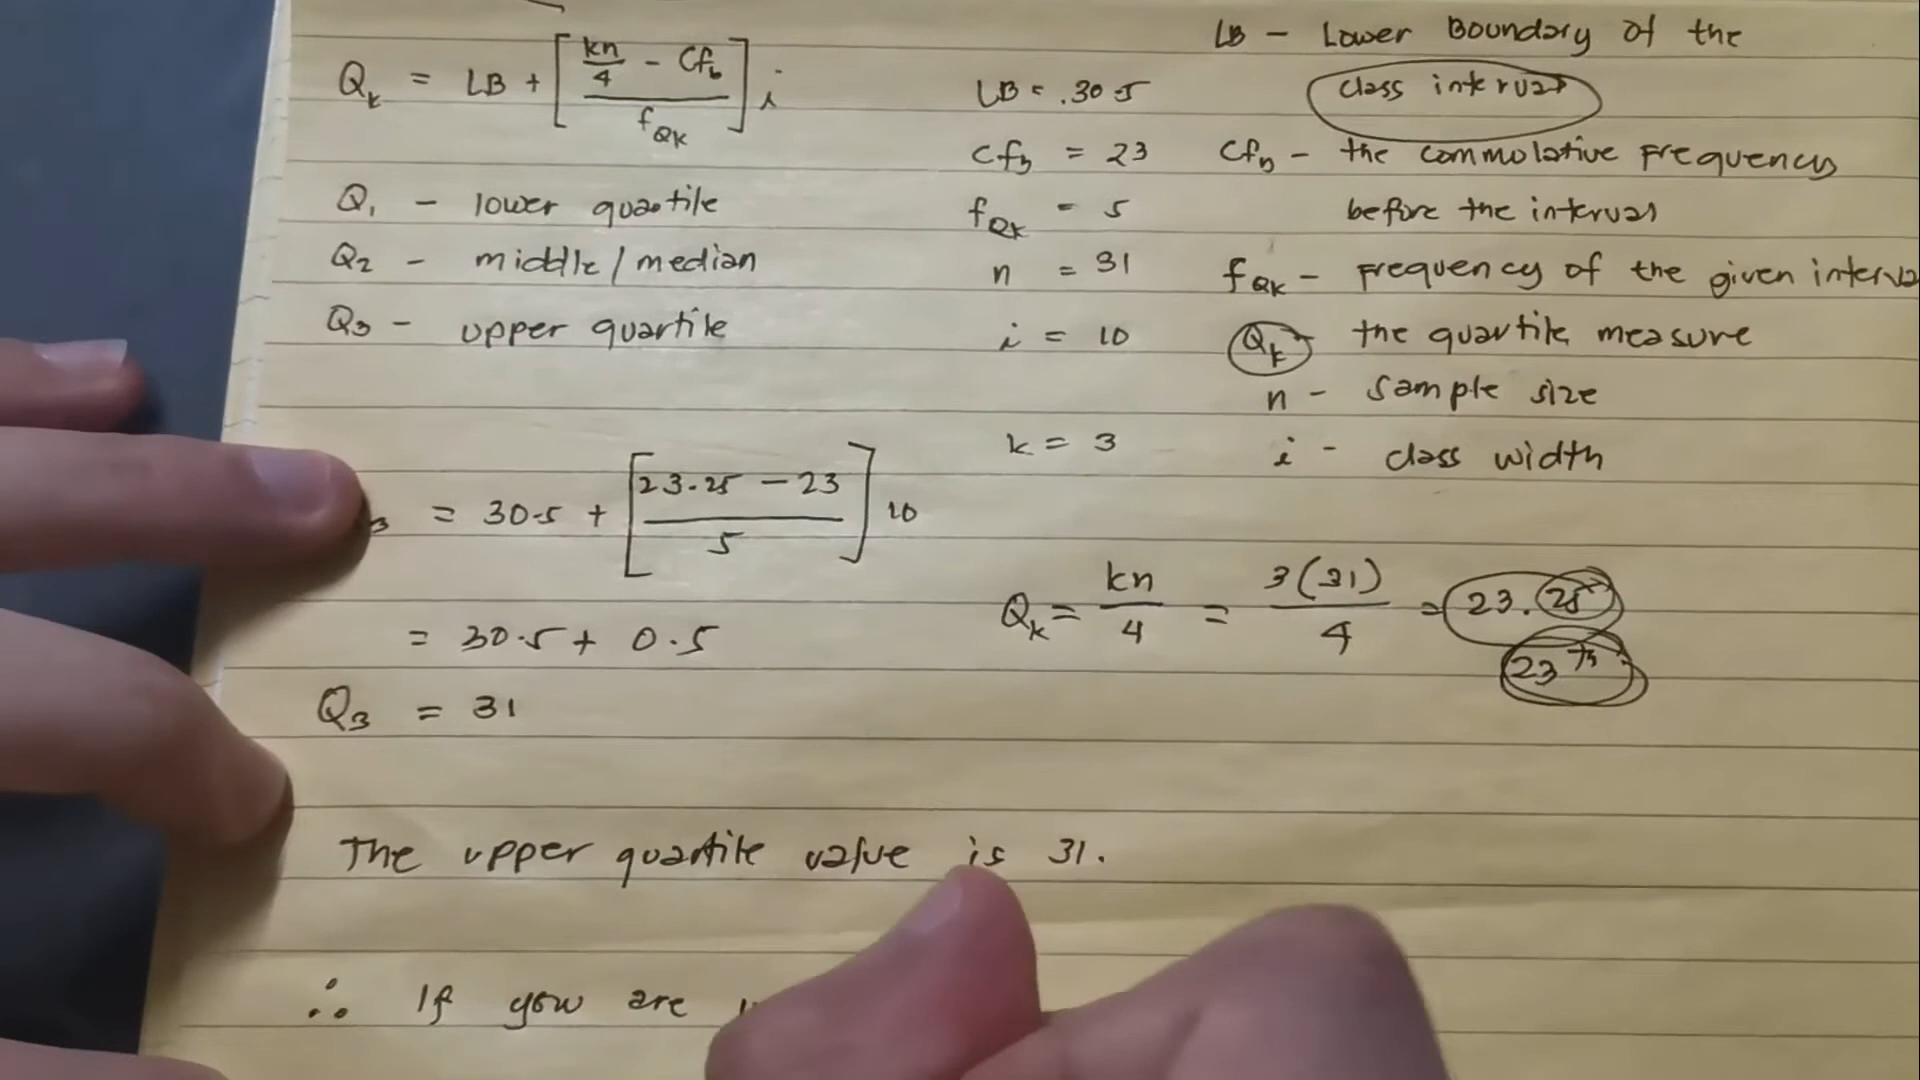 Qk = LB + [ kn/4 - Cfb / fQk ] i
Q1 - lower quartile
Q2 - middle / median
Q3 - upper quartile
LB = .30.5
Cfb = 23
fQk = 5
n = 31
i = 10
k = 3
LB - Lower Boundary of the
class interval
Cfb - the commolative frequency
before the interval
fQk - frequency of the given interva
Qk - the quartile measure
n - sample size
i - class width
3 = 30.5 + [ 23.25 - 23 / 5 ] 10
= 30.5 + 0.5
Q3 = 31
Qk = kn/4 = 3(31)/4 = 23.25
23th
The upper quartile value is 31.
∴ If yow are